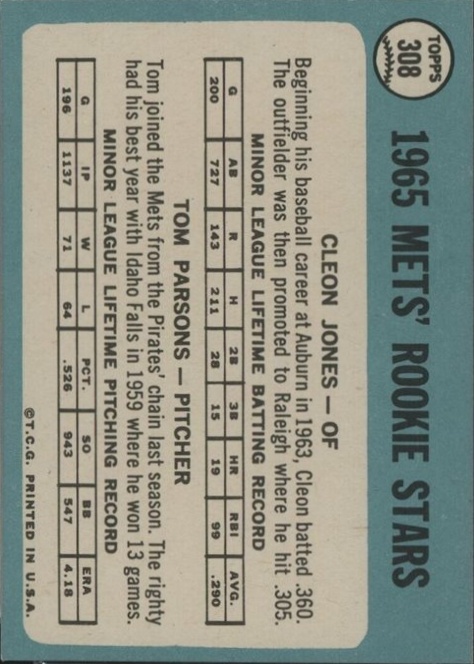 TOPPS
308
1965 METS' ROOKIE STARS
CLEON JONES — OF
Beginning his baseball career at Auburn in 1963, Cleon batted .360.
The outfielder was then promoted to Raleigh where he hit .305.
MINOR LEAGUE LIFETIME BATTING RECORD
G AB R H 2B 3B HR RBI AVG.
200 727 143 211 28 15 19 99 .290
TOM PARSONS — PITCHER
Tom joined the Mets from the Pirates' chain last season. The righty
had his best year with Idaho Falls in 1959 where he won 13 games.
MINOR LEAGUE LIFETIME PITCHING RECORD
G IP W L PCT. SO BB ERA
196 1137 71 64 .526 943 547 4.18
©T.C.G. PRINTED IN U.S.A.